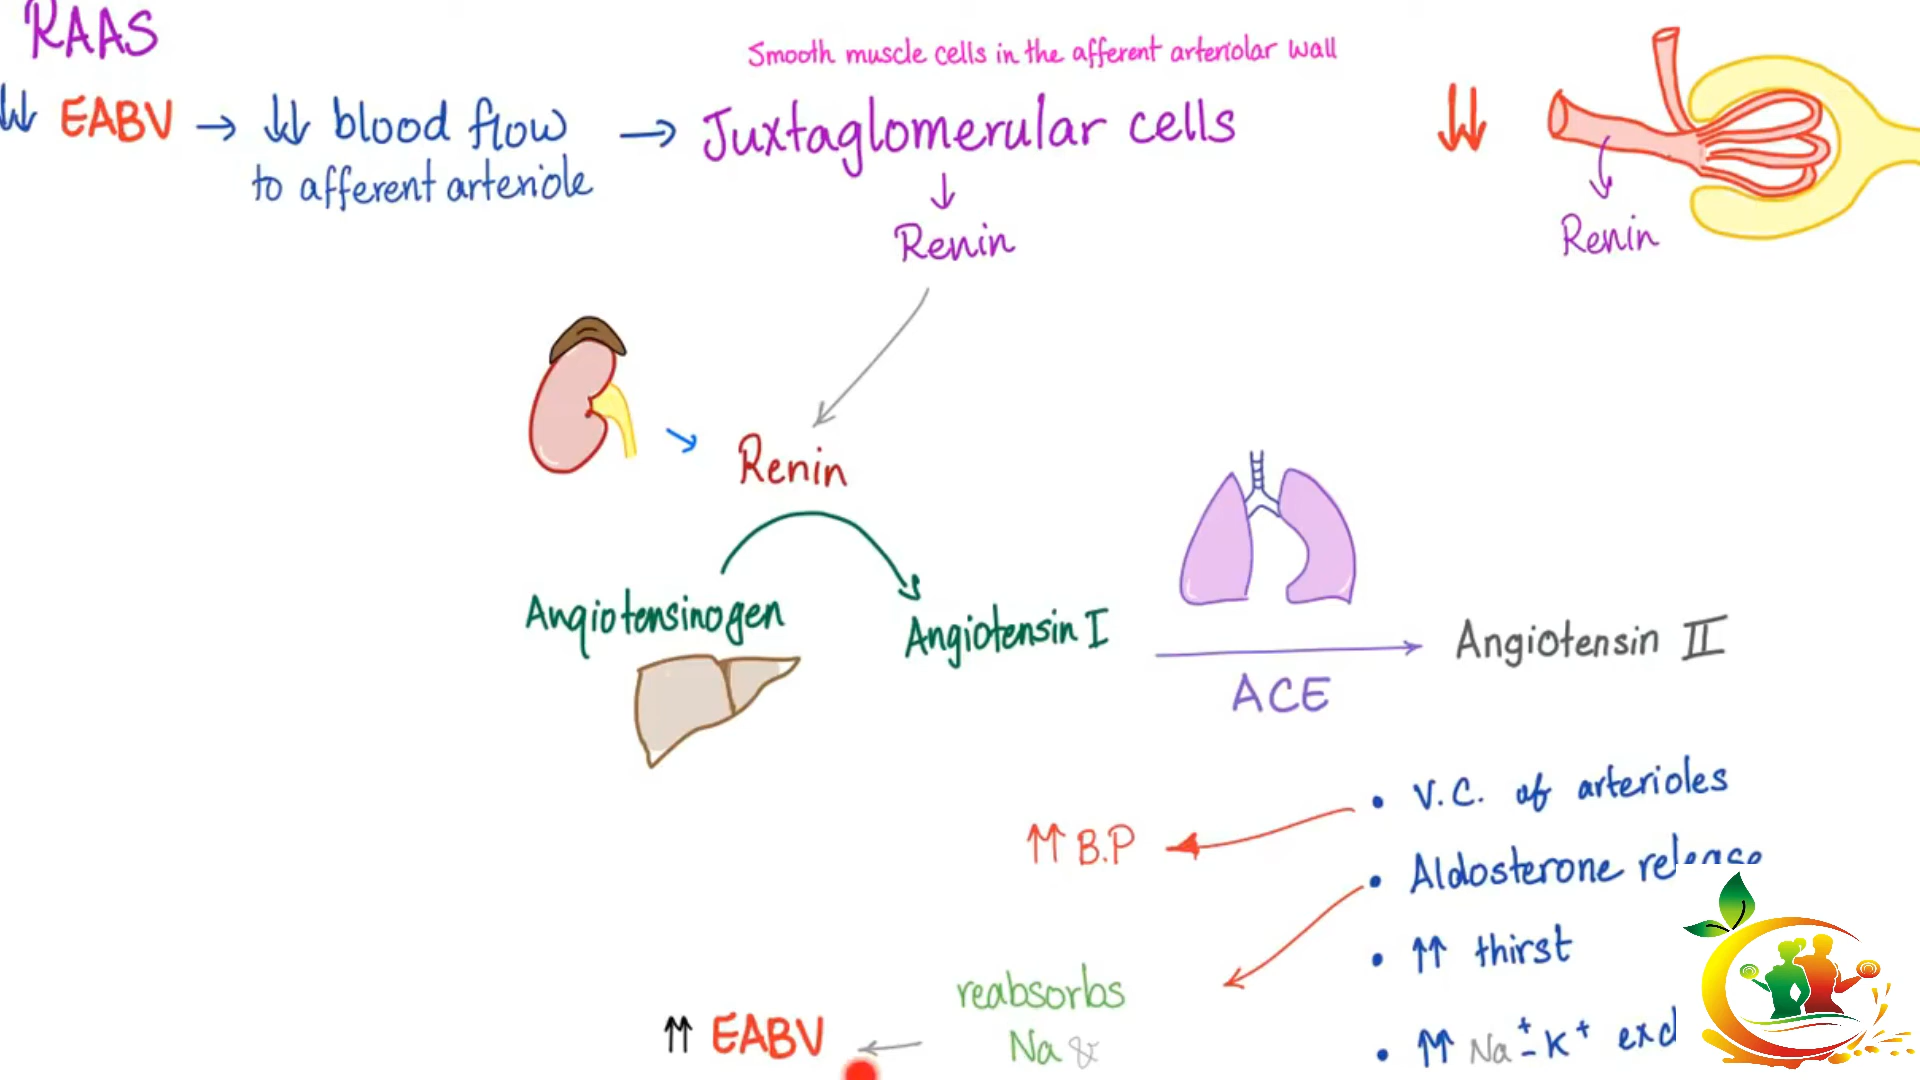 RAAS
Smooth muscle cells in the afferent arteriolar wall
↓↓ EABV → ↓↓ blood flow → Juxtaglomerular cells ↓↓
to afferent arteriole
↓
Renin
Renin
Renin
Angiotensinogen
Angiotensin I
Angiotensin II
ACE
• V.C. of arterioles
↑↑ B.P
• Aldosterone release
• ↑↑ thirst
reabsorbs
↑↑ EABV ← Na &
• ↑↑ Na+-K+